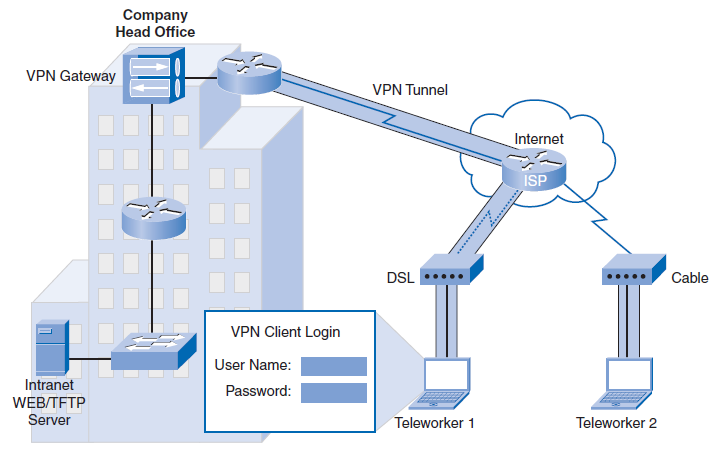 Company
Head Office
VPN Gateway
VPN Tunnel
Internet
ISP
DSL
Cable
VPN Client Login
User Name:
Password:
Intranet
WEB/TFTP
Server
Teleworker 1
Teleworker 2